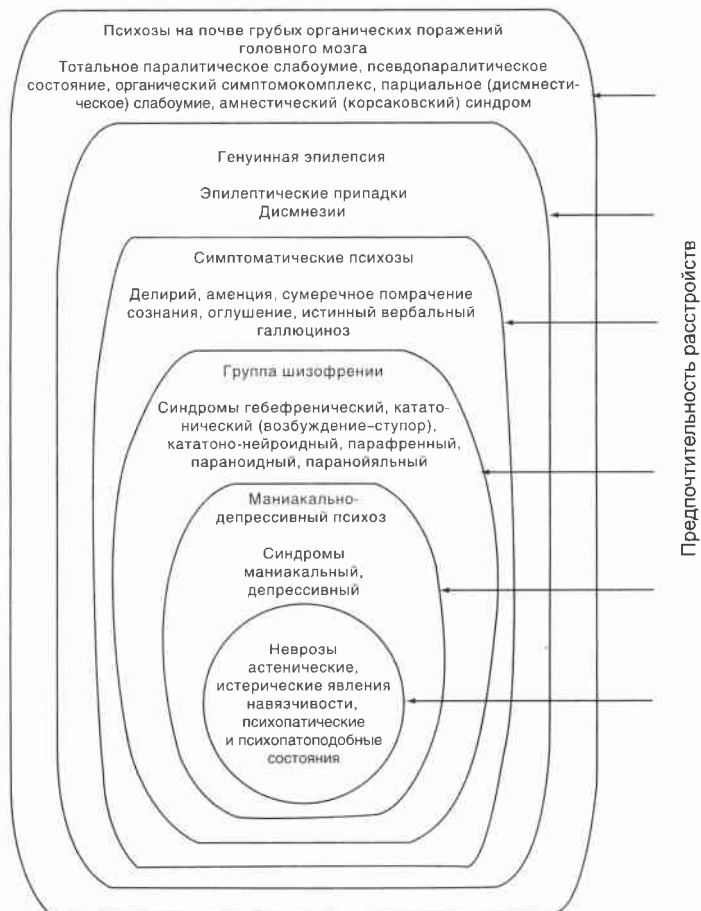 Психозы на почве грубых органических поражений
головного мозга
Тотальное паралитическое слабоумие, псевдопаралитическое
состояние, органический симптомокомплекс, парциальное (дисмнести-
ческое) слабоумие, амнестический (корсаковский) синдром
Генуинная эпилепсия
Эпилептические припадки
Дисмнезии
Симптоматические психозы
Делирий, аменция, сумеречное помрачение
сознания, оглушение, истинный вербальный
галлюциноз
Группа шизофрении
Синдромы гебефренический, катато-
нический (возбуждение–ступор),
кататоно-нейроидный, парафренный,
параноидный, паранойяльный
Маниакально-
депрессивный психоз
Синдромы
маниакальный,
депрессивный
Неврозы
астенические,
истерические явления
навязчивости,
психопатические
и психопатоподобные
состояния
Предпочтительность расстройств